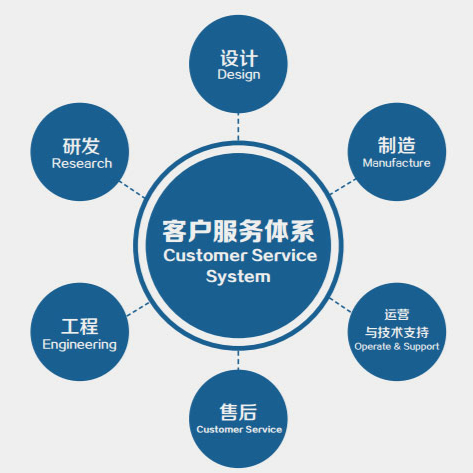 设计
Design
研发
Research
制造
Manufacture
客户服务体系
Customer Service
System
工程
Engineering
运营
与技术支持
Operate & Support
售后
Customer Service